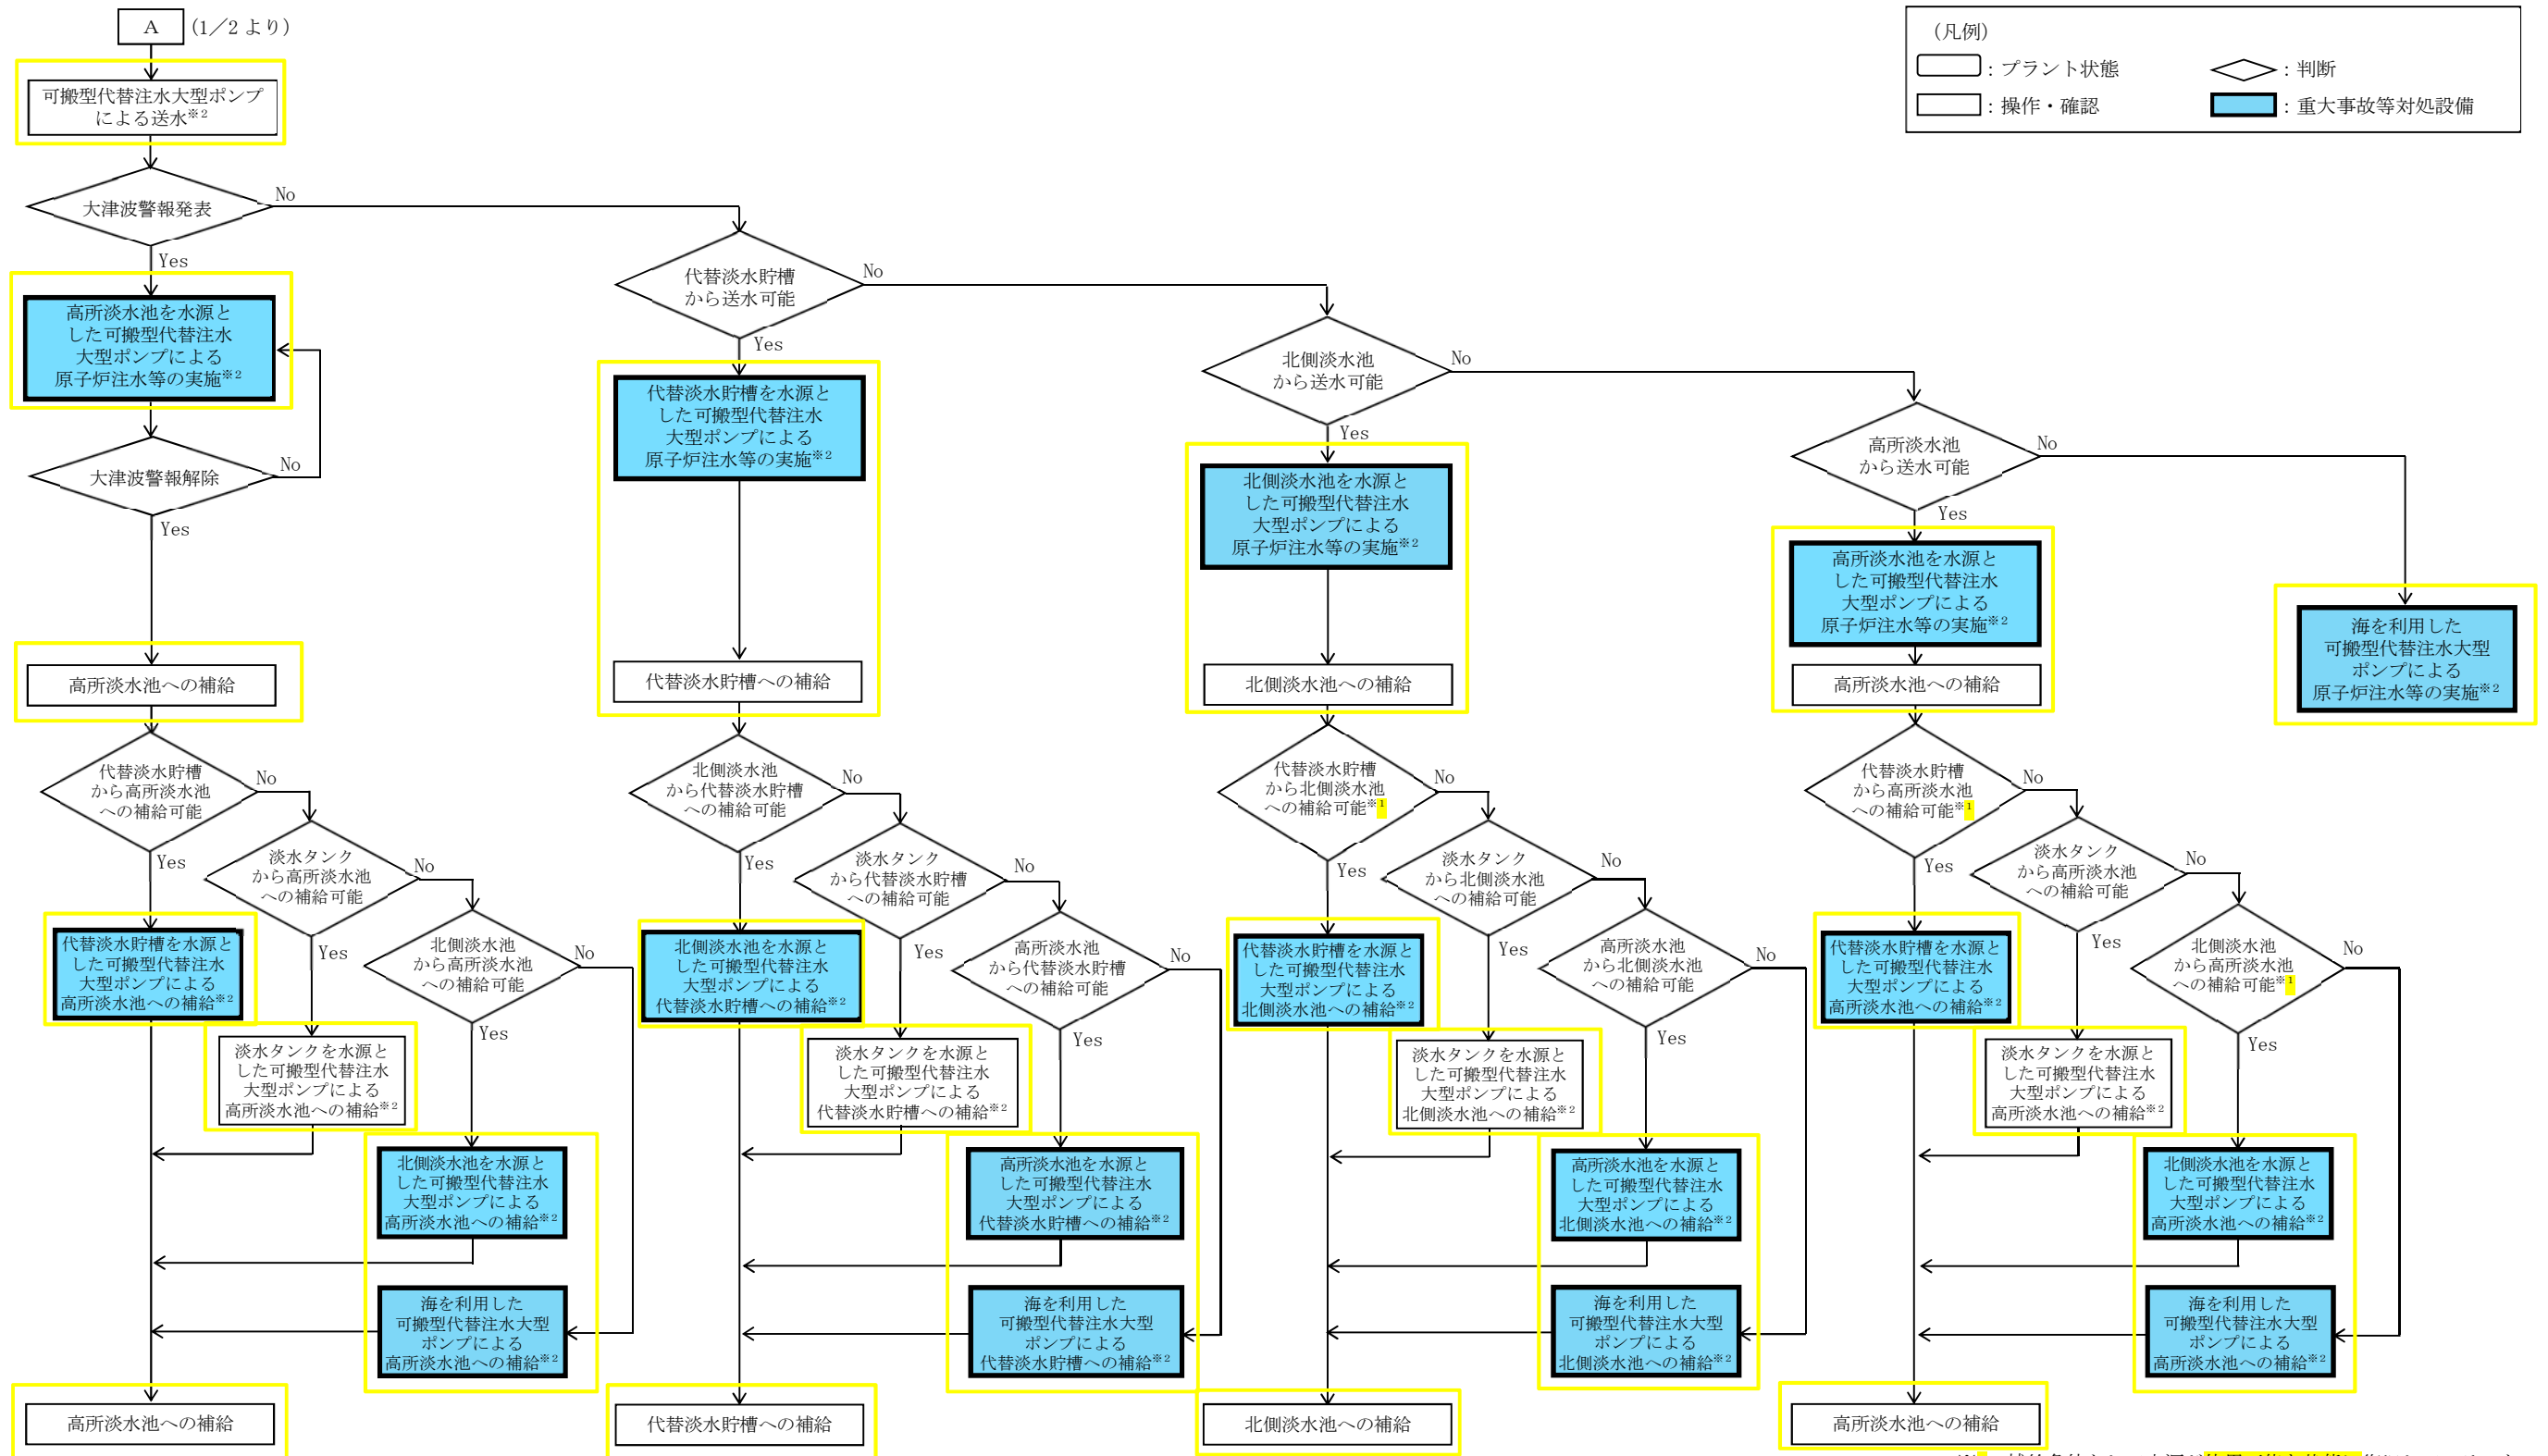 A
(1/2 より)
(凡例)
：プラント状態
：判断
：操作・確認
：重大事故等対処設備
可搬型代替注水大型ポンプ
による送水※2
大津波警報発表
No
Yes
高所淡水池を水源と
した可搬型代替注水
大型ポンプによる
原子炉注水等の実施※2
大津波警報解除
No
Yes
高所淡水池への補給
代替淡水貯槽
から高所淡水池
への補給可能
No
Yes
淡水タンク
から高所淡水池
への補給可能
No
Yes
北側淡水池
から高所淡水池
への補給可能
No
Yes
代替淡水貯槽を水源と
した可搬型代替注水
大型ポンプによる
高所淡水池への補給※2
淡水タンクを水源と
した可搬型代替注水
大型ポンプによる
高所淡水池への補給※2
北側淡水池を水源と
した可搬型代替注水
大型ポンプによる
高所淡水池への補給※2
海を利用した
可搬型代替注水大型
ポンプによる
高所淡水池への補給※2
高所淡水池への補給
代替淡水貯槽
から送水可能
No
Yes
代替淡水貯槽を水源と
した可搬型代替注水
大型ポンプによる
原子炉注水等の実施※2
代替淡水貯槽への補給
北側淡水池
から代替淡水貯槽
への補給可能
No
Yes
淡水タンク
から代替淡水貯槽
への補給可能
No
Yes
高所淡水池
から代替淡水貯槽
への補給可能
No
Yes
北側淡水池を水源と
した可搬型代替注水
大型ポンプによる
代替淡水貯槽への補給※2
淡水タンクを水源と
した可搬型代替注水
大型ポンプによる
代替淡水貯槽への補給※2
高所淡水池を水源と
した可搬型代替注水
大型ポンプによる
代替淡水貯槽への補給※2
海を利用した
可搬型代替注水大型
ポンプによる
代替淡水貯槽への補給※2
代替淡水貯槽への補給
北側淡水池
から送水可能
No
Yes
北側淡水池を水源と
した可搬型代替注水
大型ポンプによる
原子炉注水等の実施※2
北側淡水池への補給
代替淡水貯槽
から北側淡水池
への補給可能※1
No
Yes
淡水タンク
から北側淡水池
への補給可能
No
Yes
高所淡水池
から北側淡水池
への補給可能
No
Yes
代替淡水貯槽を水源と
した可搬型代替注水
大型ポンプによる
北側淡水池への補給※2
淡水タンクを水源と
した可搬型代替注水
大型ポンプによる
北側淡水池への補給※2
高所淡水池を水源と
した可搬型代替注水
大型ポンプによる
北側淡水池への補給※2
海を利用した
可搬型代替注水大型
ポンプによる
北側淡水池への補給※2
北側淡水池への補給
高所淡水池
から送水可能
No
Yes
高所淡水池を水源と
した可搬型代替注水
大型ポンプによる
原子炉注水等の実施※2
高所淡水池への補給
海を利用した
可搬型代替注水大型
ポンプによる
原子炉注水等の実施※2
代替淡水貯槽
から高所淡水池
への補給可能※1
No
Yes
淡水タンク
から高所淡水池
への補給可能
No
Yes
北側淡水池
から高所淡水池
への補給可能※1
No
Yes
代替淡水貯槽を水源と
した可搬型代替注水
大型ポンプによる
高所淡水池への補給※2
淡水タンクを水源と
した可搬型代替注水
大型ポンプによる
高所淡水池への補給※2
北側淡水池を水源と
した可搬型代替注水
大型ポンプによる
高所淡水池への補給※2
海を利用した
可搬型代替注水大型
ポンプによる
高所淡水池への補給※2
高所淡水池への補給